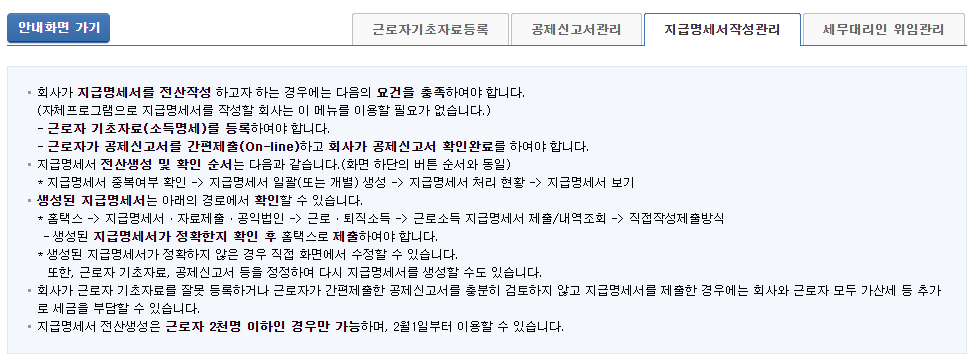 안내화면 가기
근로자기초자료등록
공제신고서관리
지급명세서작성관리
세무대리인 위임관리
• 회사가 지급명세서를 전산작성 하고자 하는 경우에는 다음의 요건을 충족하여야 합니다.
(자체프로그램으로 지급명세서를 작성할 회사는 이 메뉴를 이용할 필요가 없습니다.)
- 근로자 기초자료(소득명세)를 등록하여야 합니다.
- 근로자가 공제신고서를 간편제출(On-line)하고 회사가 공제신고서 확인완료를 하여야 합니다.
• 지급명세서 전산생성 및 확인 순서는 다음과 같습니다.(화면 하단의 버튼 순서와 동일)
* 지급명세서 중복여부 확인 -> 지급명세서 일괄(또는 개별) 생성 -> 지급명세서 처리 현황 -> 지급명세서 보기
• 생성된 지급명세서는 아래의 경로에서 확인할 수 있습니다.
* 홈택스 -> 지급명세서·자료제출·공익법인 -> 근로·퇴직소득 -> 근로소득 지급명세서 제출/내역조회 -> 직접작성제출방식
- 생성된 지급명세서가 정확한지 확인 후 홈택스로 제출하여야 합니다.
* 생성된 지급명세서가 정확하지 않은 경우 직접 화면에서 수정할 수 있습니다.
또한, 근로자 기초자료, 공제신고서 등을 정정하여 다시 지급명세서를 생성할 수도 있습니다.
• 회사가 근로자 기초자료를 잘못 등록하거나 근로자가 간편제출한 공제신고서를 충분히 검토하지 않고 지급명세서를 제출한 경우에는 회사와 근로자 모두 가산세 등 추가
로 세금을 부담할 수 있습니다.
• 지급명세서 전산생성은 근로자 2천명 이하인 경우만 가능하며, 2월1일부터 이용할 수 있습니다.